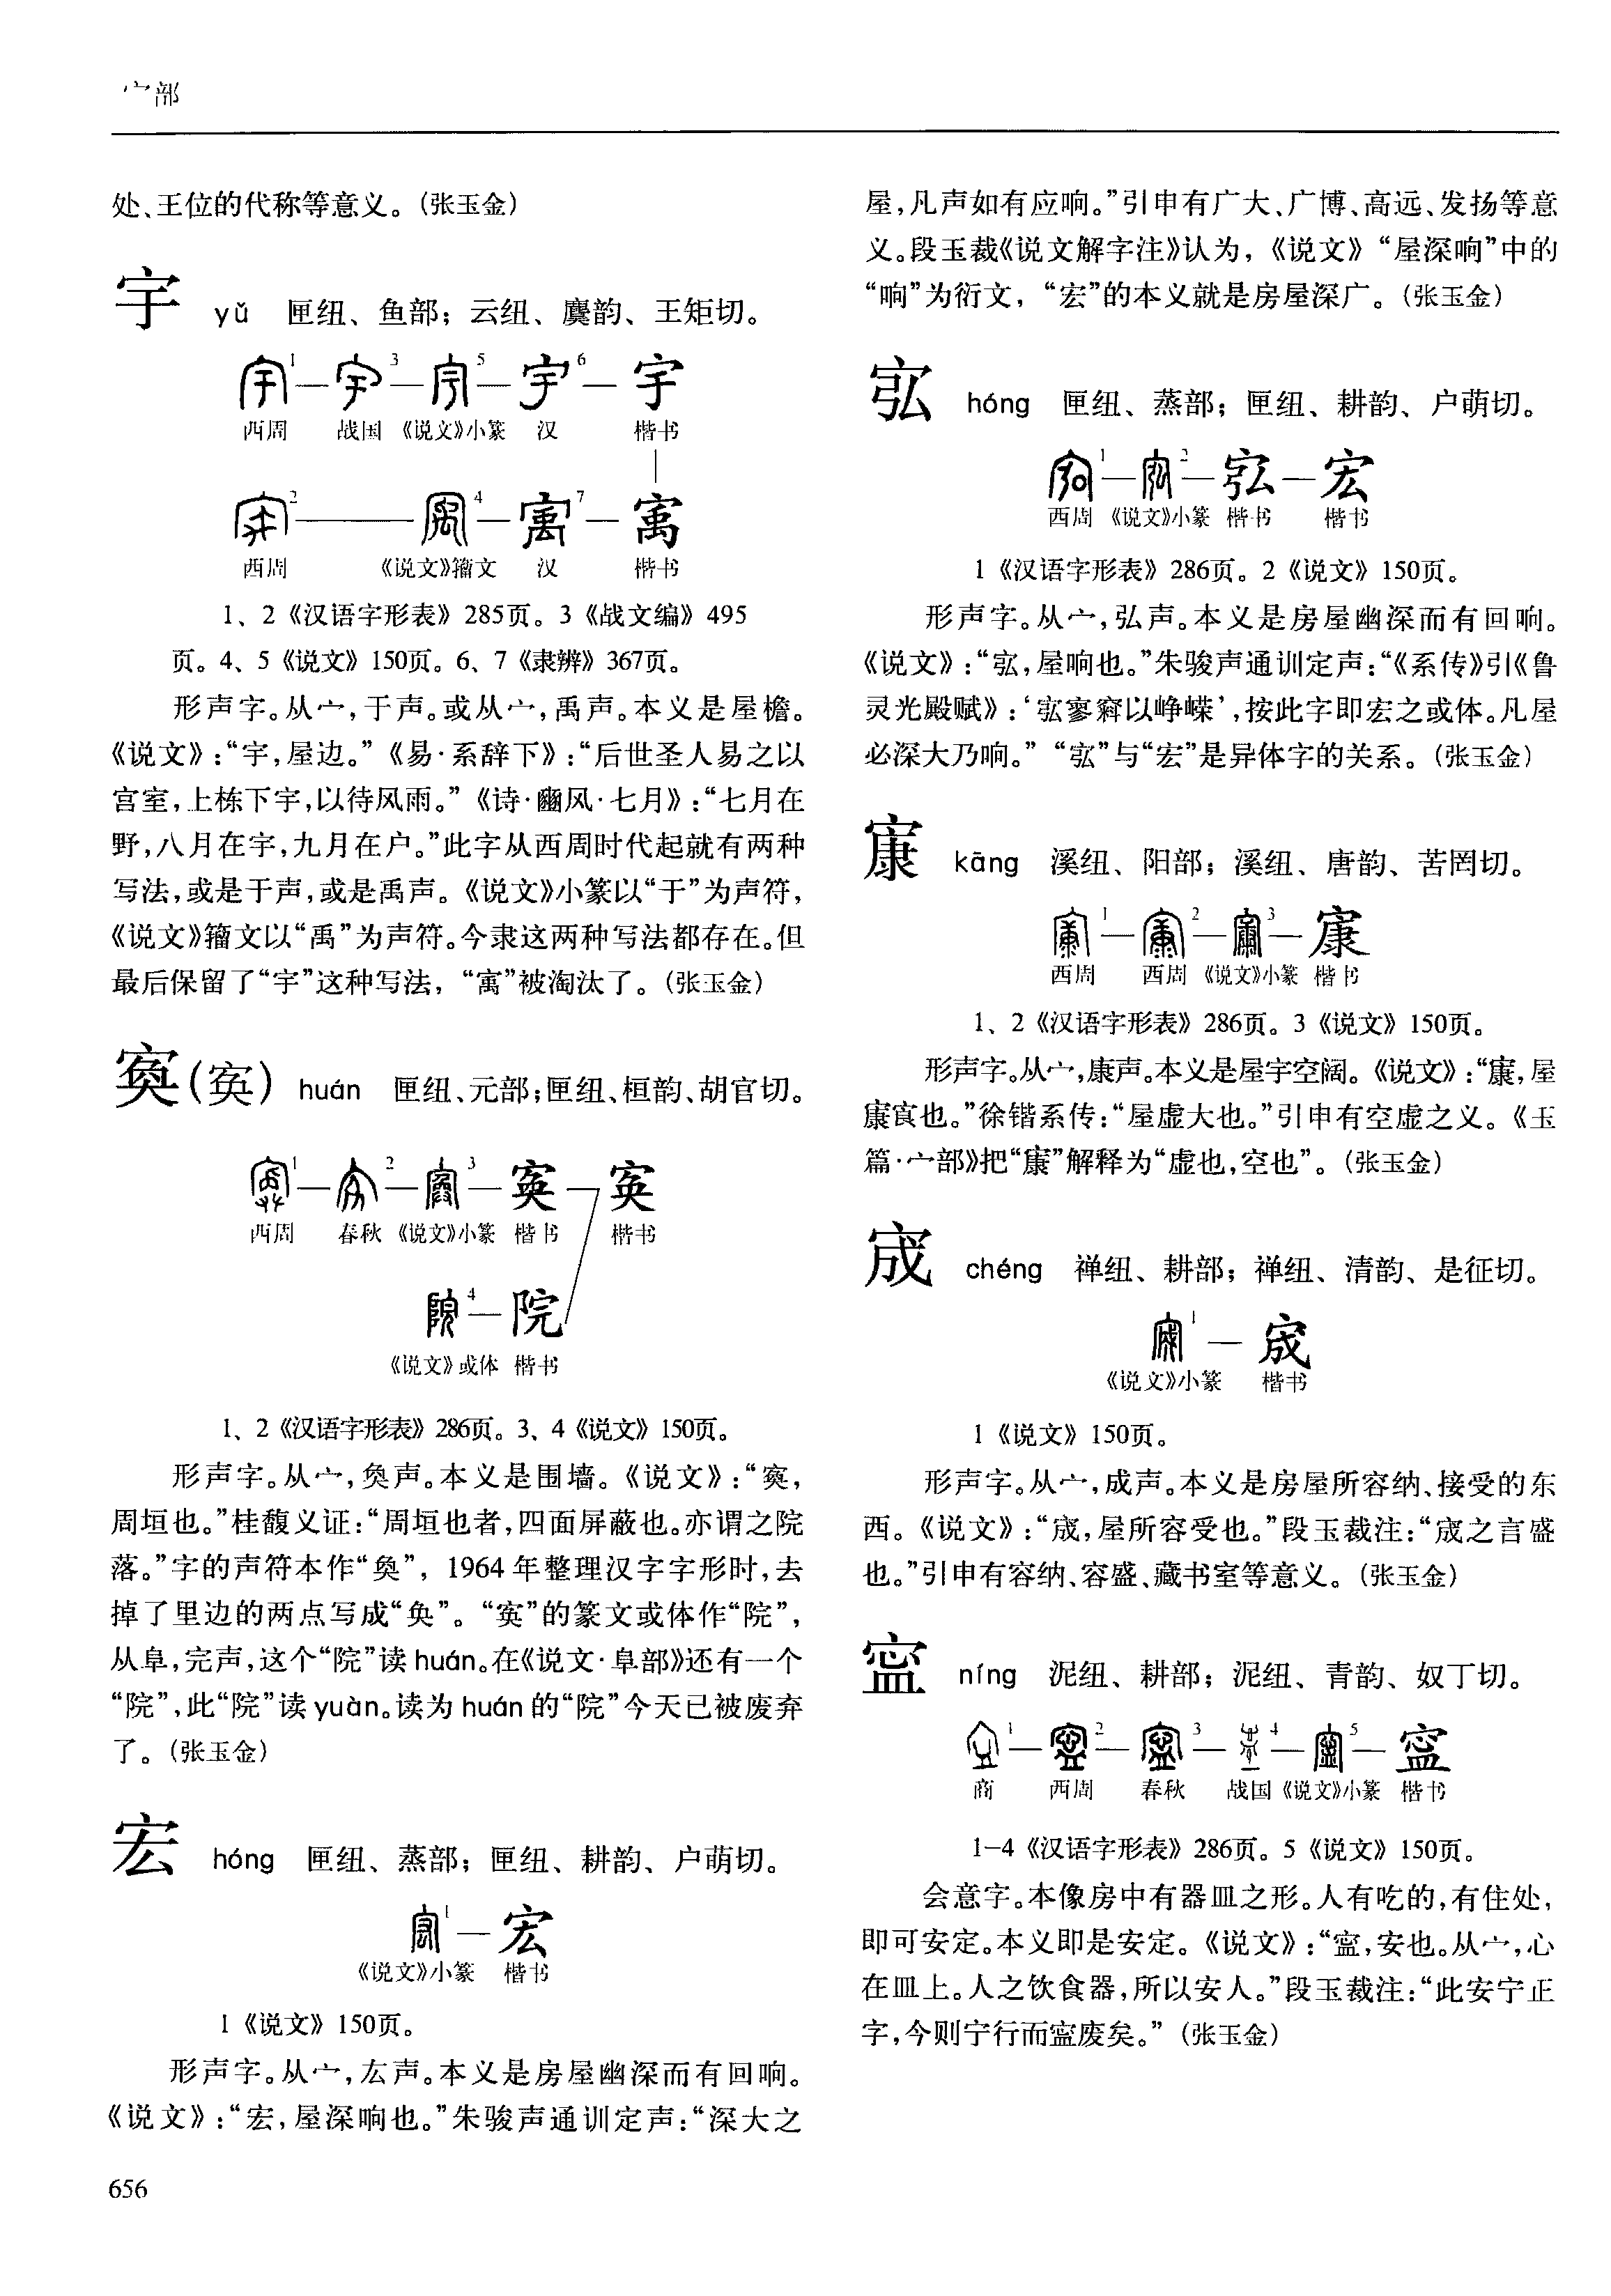 宀部
处、王位的代称等意义。(张玉金)
宇 yǔ 匣纽、鱼部；云纽、麌韵、王矩切。
1 — 3 — 5 — 宇6 — 宇
西周 战国 《说文》小篆 汉 楷书
2 — 4 — 㝢7 — 㝢
西周 《说文》籀文 汉 楷书
1、2《汉语字形表》285页。3《战文编》495
页。4、5《说文》150页。6、7《隶辨》367页。
形声字。从宀，于声。或从宀，禹声。本义是屋檐。
《说文》：“宇，屋边。”《易·系辞下》：“后世圣人易之以
宫室，上栋下宇，以待风雨。”《诗·豳风·七月》：“七月在
野，八月在宇，九月在户。”此字从西周时代起就有两种
写法，或是于声，或是禹声。《说文》小篆以“于”为声符，
《说文》籀文以“禹”为声符。今隶这两种写法都存在。但
最后保留了“宇”这种写法，“㝢”被淘汰了。(张玉金)
寏(𡩖) huán 匣纽、元部；匣纽、桓韵、胡官切。
1 — 2 — 3 — 寏 — 𡩖
西周 春秋 《说文》小篆 楷书 楷书
4 — 院
《说文》或体 楷书
1、2《汉语字形表》286页。3、4《说文》150页。
形声字。从宀，奂声。本义是围墙。《说文》：“寏，
周垣也。”桂馥义证：“周垣也者，四面屏蔽也。亦谓之院
落。”字的声符本作“奐”，1964年整理汉字字形时，去
掉了里边的两点写成“奂”。“寏”的篆文或体作“院”，
从阜，完声，这个“院”读huán。在《说文·阜部》还有一个
“院”，此“院”读yuàn。读为huán的“院”今天已被废弃
了。(张玉金)
宏 hóng 匣纽、蒸部；匣纽、耕韵、户萌切。
1 — 宏
《说文》小篆 楷书
1《说文》150页。
形声字。从宀，厷声。本义是房屋幽深而有回响。
《说文》：“宏，屋深响也。”朱骏声通训定声：“深大之
656
屋，凡声如有应响。”引申有广大、广博、高远、发扬等意
义。段玉裁《说文解字注》认为，《说文》“屋深响”中的
“响”为衍文，“宏”的本义就是房屋深广。(张玉金)
宖 hóng 匣纽、蒸部；匣纽、耕韵、户萌切。
1 — 2 — 宖 — 宏
西周 《说文》小篆 楷书 楷书
1《汉语字形表》286页。2《说文》150页。
形声字。从宀，弘声。本义是房屋幽深而有回响。
《说文》：“宖，屋响也。”朱骏声通训定声：“《系传》引《鲁
灵光殿赋》：‘宖寥窲以峥嵘’，按此字即宏之或体。凡屋
必深大乃响。”“宖”与“宏”是异体字的关系。(张玉金)
㝩 kāng 溪纽、阳部；溪纽、唐韵、苦罔切。
1 — 2 — 3 — 㝩
西周 西周 《说文》小篆 楷书
1、2《汉语字形表》286页。3《说文》150页。
形声字。从宀，康声。本义是屋宇空阔。《说文》：“㝩，屋
㝩㝗也。”徐锴系传：“屋虚大也。”引申有空虚之义。《玉
篇·宀部》把“㝩”解释为“虚也，空也”。(张玉金)
宬 chéng 禅纽、耕部；禅纽、清韵、是征切。
1 — 宬
《说文》小篆 楷书
1《说文》150页。
形声字。从宀，成声。本义是房屋所容纳、接受的东
西。《说文》：“宬，屋所容受也。”段玉裁注：“宬之言盛
也。”引申有容纳、容盛、藏书室等意义。(张玉金)
寍 níng 泥纽、耕部；泥纽、青韵、奴丁切。
1 — 2 — 3 — 4 — 5 — 寍
商 西周 春秋 战国 《说文》小篆 楷书
1–4《汉语字形表》286页。5《说文》150页。
会意字。本像房中有器皿之形。人有吃的，有住处，
即可安定。本义即是安定。《说文》：“寍，安也。从宀，心
在皿上。人之饮食器，所以安人。”段玉裁注：“此安宁正
字，今则宁行而寍废矣。”(张玉金)